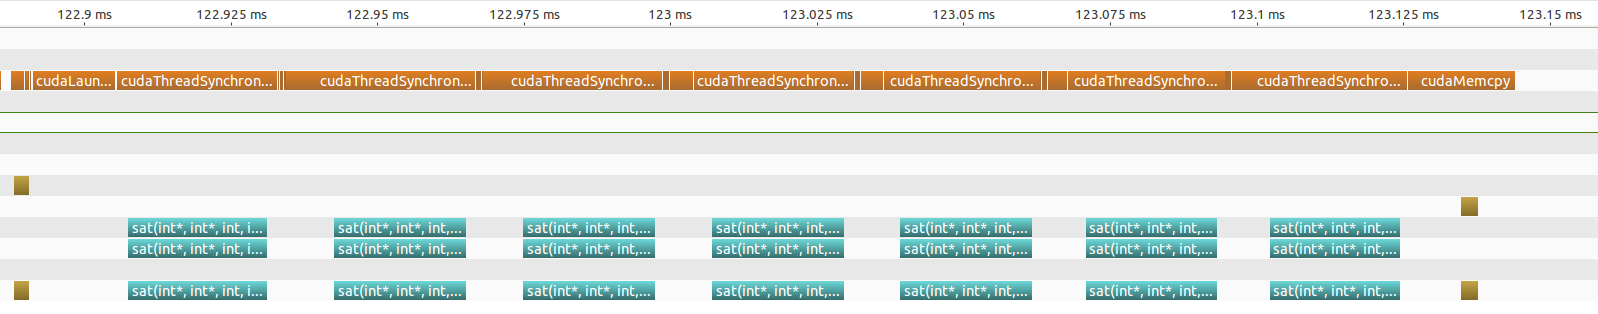 122.9 ms 122.925 ms 122.95 ms 122.975 ms 123 ms 123.025 ms 123.05 ms 123.075 ms 123.1 ms 123.125 ms 123.15 ms
cudaLaun... cudaThreadSynchron... cudaThreadSynchron... cudaThreadSynchro... cudaThreadSynchron... cudaThreadSynchro... cudaThreadSynchro... cudaThreadSynchro... cudaMemcpy
sat(int*, int*, int, i... sat(int*, int*, int,... sat(int*, int*, int,... sat(int*, int*, int,... sat(int*, int*, int,... sat(int*, int*, int,... sat(int*, int*, int,...
sat(int*, int*, int, i... sat(int*, int*, int,... sat(int*, int*, int,... sat(int*, int*, int,... sat(int*, int*, int,... sat(int*, int*, int,... sat(int*, int*, int,...
sat(int*, int*, int, i... sat(int*, int*, int,... sat(int*, int*, int,... sat(int*, int*, int,... sat(int*, int*, int,... sat(int*, int*, int,... sat(int*, int*, int,...